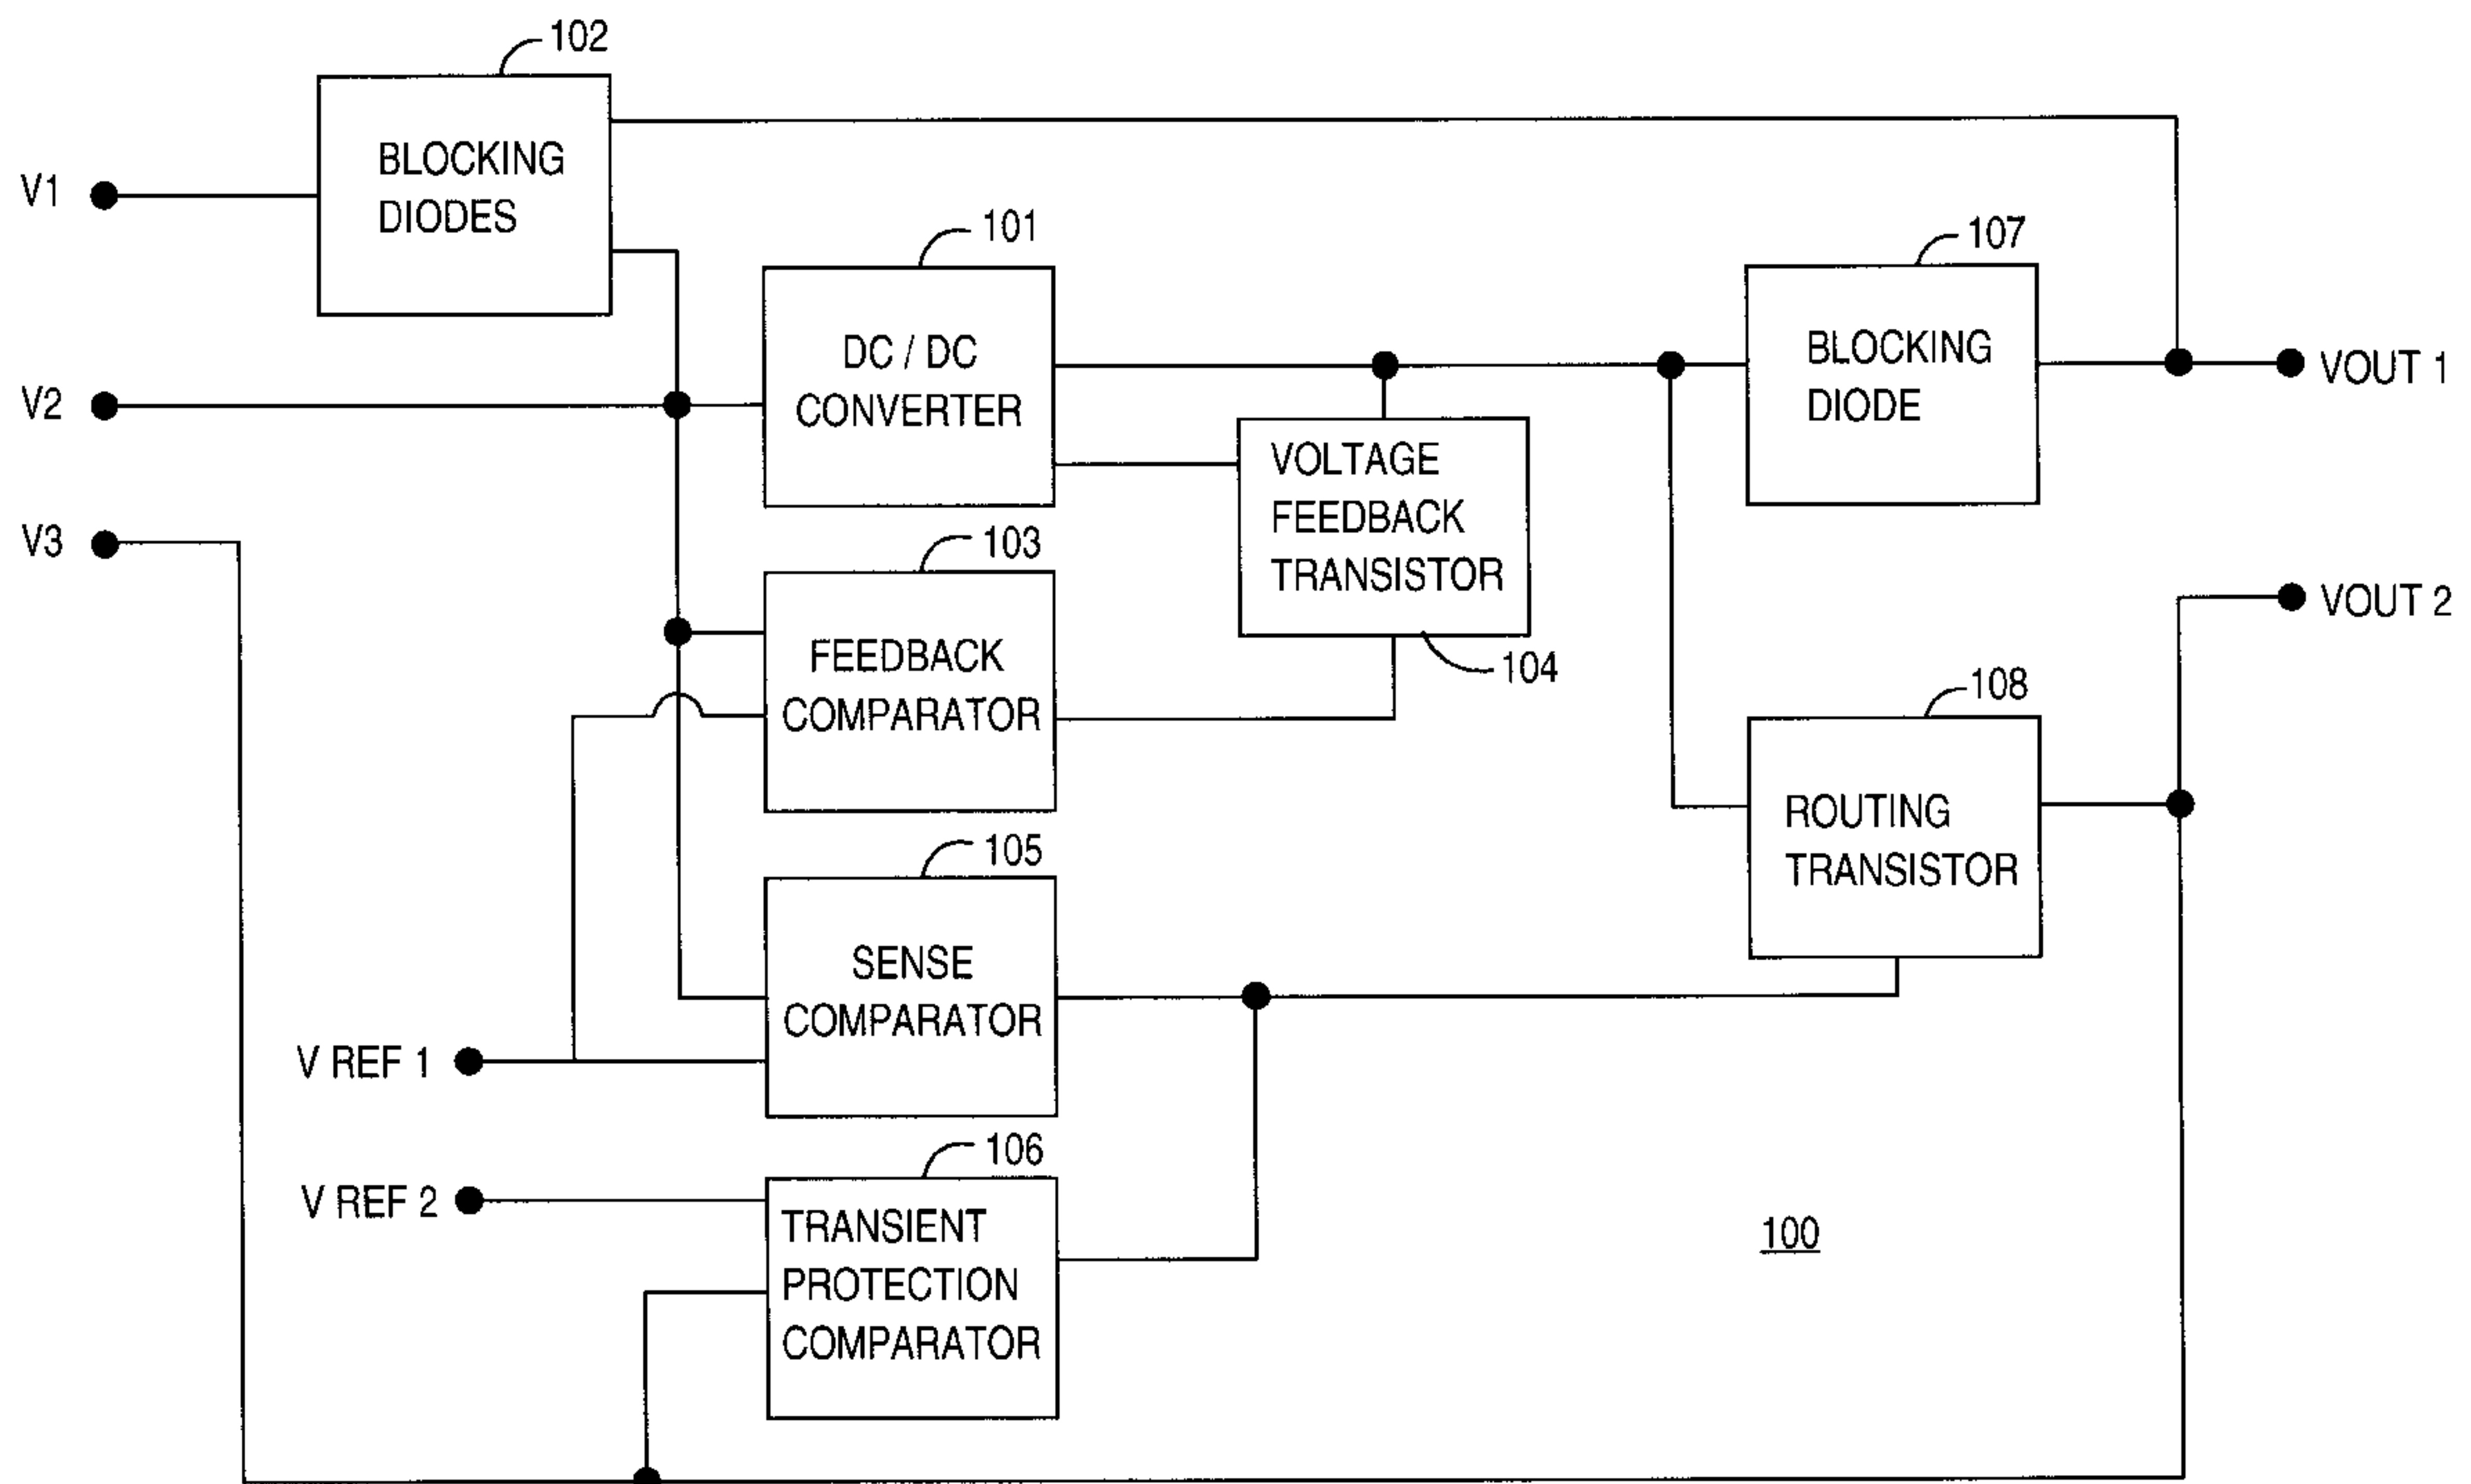 102
BLOCKING
DIODES
V1
101
DC / DC
CONVERTER
107
BLOCKING
DIODE
VOUT 1
V2
VOLTAGE
FEEDBACK
TRANSISTOR
104
V3
103
FEEDBACK
COMPARATOR
VOUT 2
108
ROUTING
TRANSISTOR
105
SENSE
COMPARATOR
V REF 1
106
V REF 2
TRANSIENT
PROTECTION
COMPARATOR
100